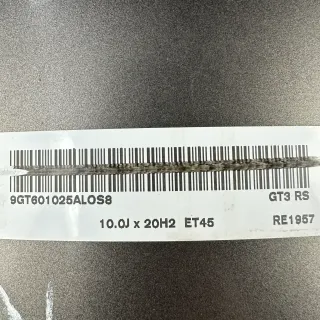 9GT601025ALOS8 GT3 RS
10.0J x 20H2 ET45 RE1957